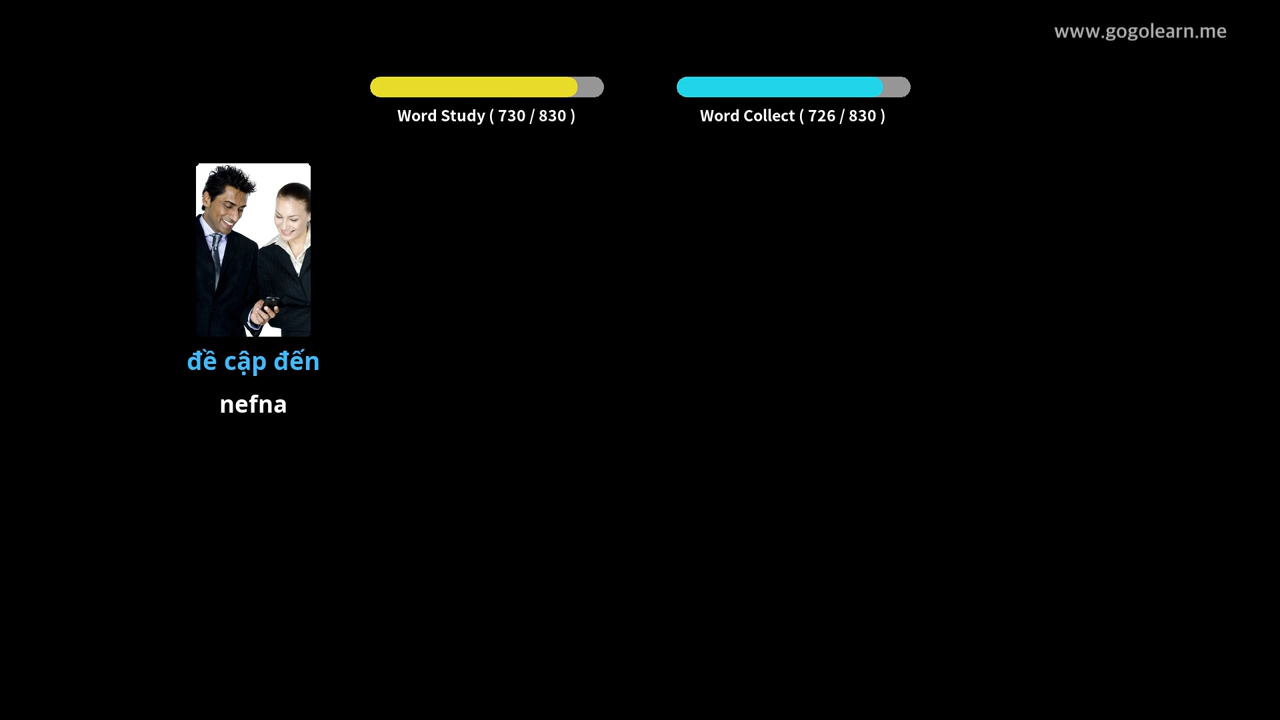 www.gogolearn.me
Word Study ( 730 / 830 )
Word Collect ( 726 / 830 )
đề cập đến
nefna